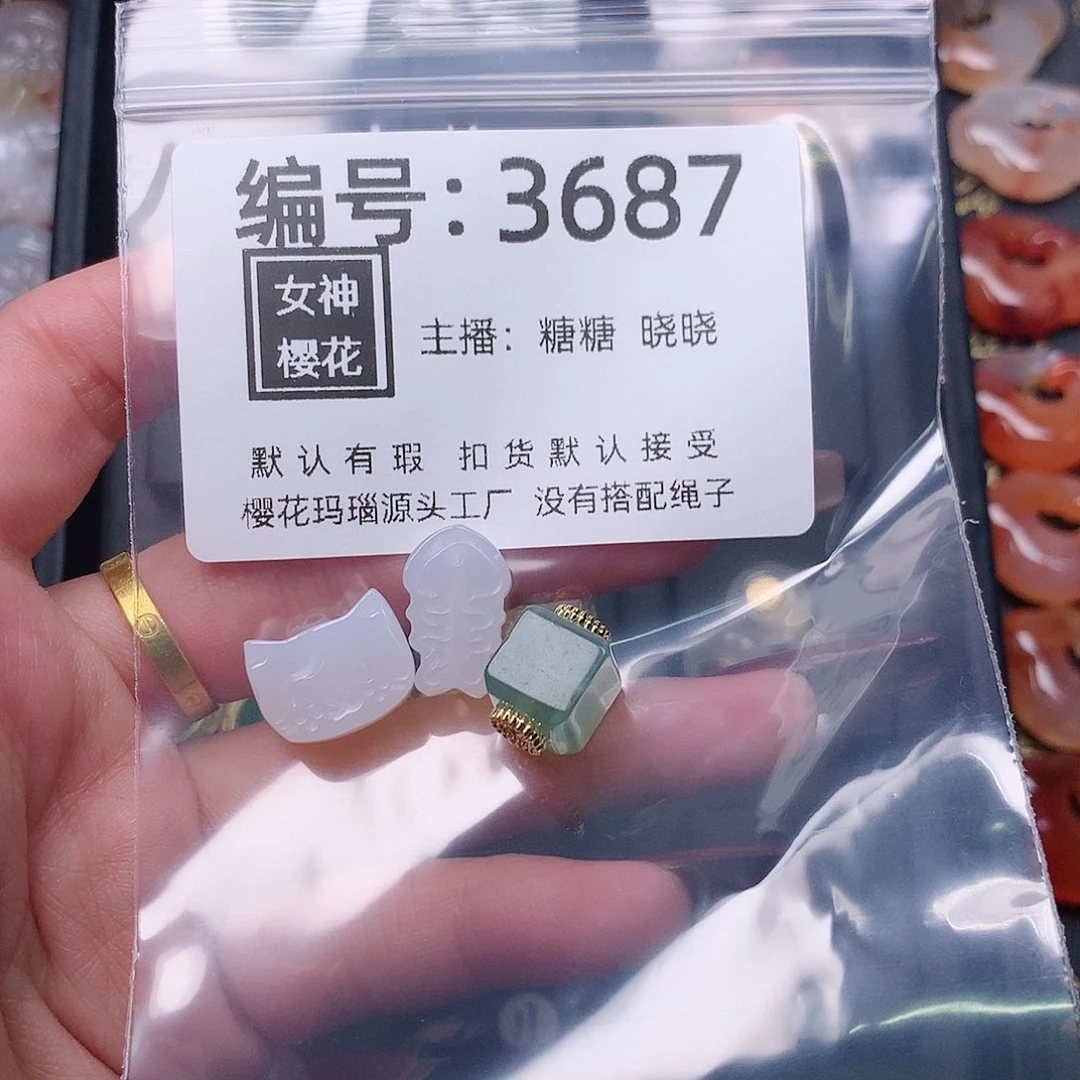 编号：3687
女神
樱花
主播：糖糖 晓晓
默认有瑕 扣货默认接受
樱花玛瑙源头工厂 没有搭配绳子